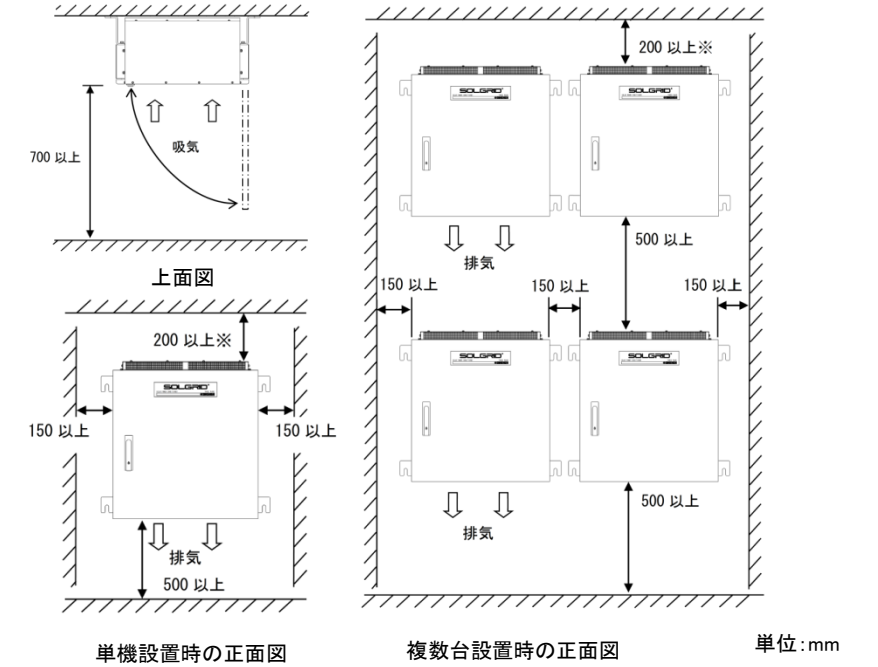 吸気
700 以上
上面図
200 以上※
SOLGRID
150 以上
150 以上
排気
500 以上
単機設置時の正面図
200 以上※
SOLGRID
SOLGRID
500 以上
排気
150 以上
150 以上
150 以上
SOLGRID
SOLGRID
500 以上
排気
複数台設置時の正面図
単位:mm